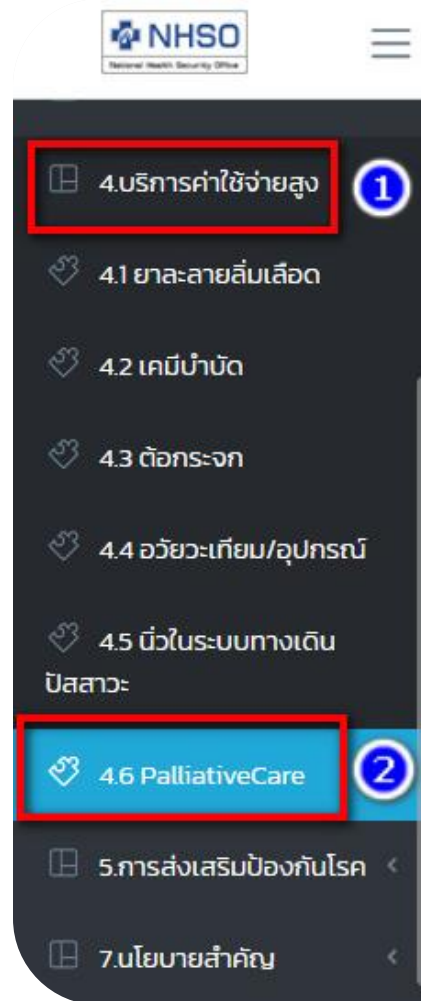 NHSO
National Health Security Office
4.บริการค่าใช้จ่ายสูง
1
4.1 ยาละลายลิ่มเลือด
4.2 เคมีบำบัด
4.3 ต้อกระจก
4.4 อวัยวะเทียม/อุปกรณ์
4.5 นิ่วในระบบทางเดิน
ปัสสาวะ
4.6 PalliativeCare
2
5.การส่งเสริมป้องกันโรค
7.นโยบายสำคัญ